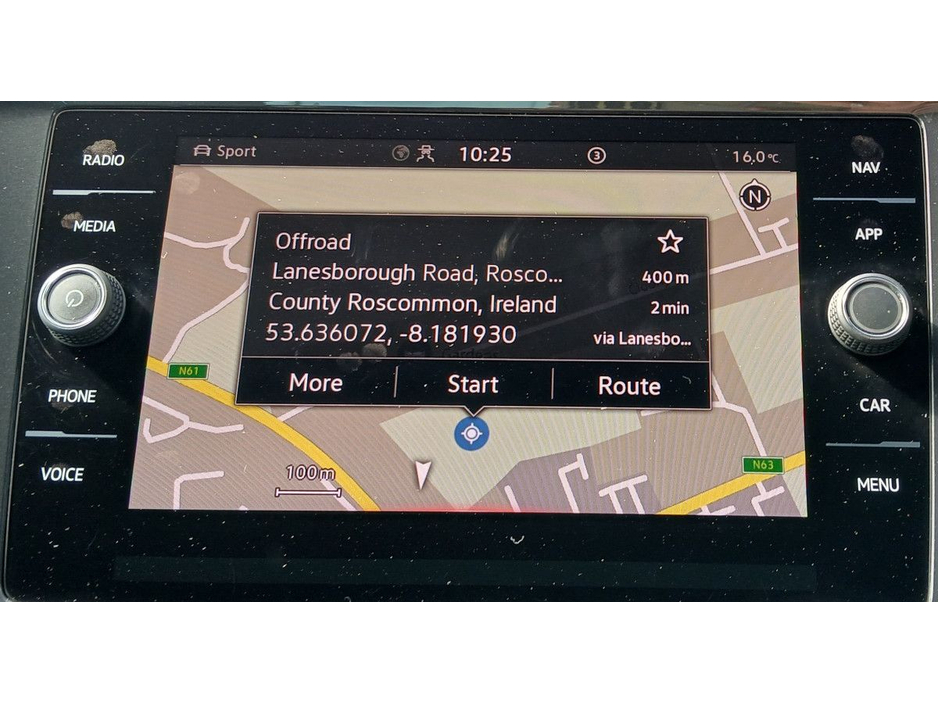 RADIO
MEDIA
PHONE
VOICE
Sport
10:25
3
16.0°C
N
Offroad
Lanesborough Road, Rosco...
400 m
County Roscommon, Ireland
2 min
53.636072, -8.181930
via Lanesbo...
More
Start
Route
N61
100 m
N63
NAV
APP
CAR
MENU